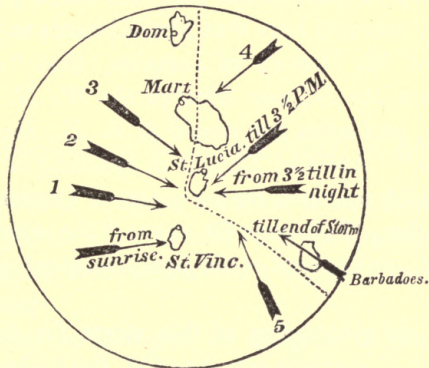 Dom.
4
Mart.
3
till 3½ P.M.
St. Lucia.
2
from 3½ till in
night
1
till end of Storm
from
sunrise.
St. Vinc.
Barbadoes.
5